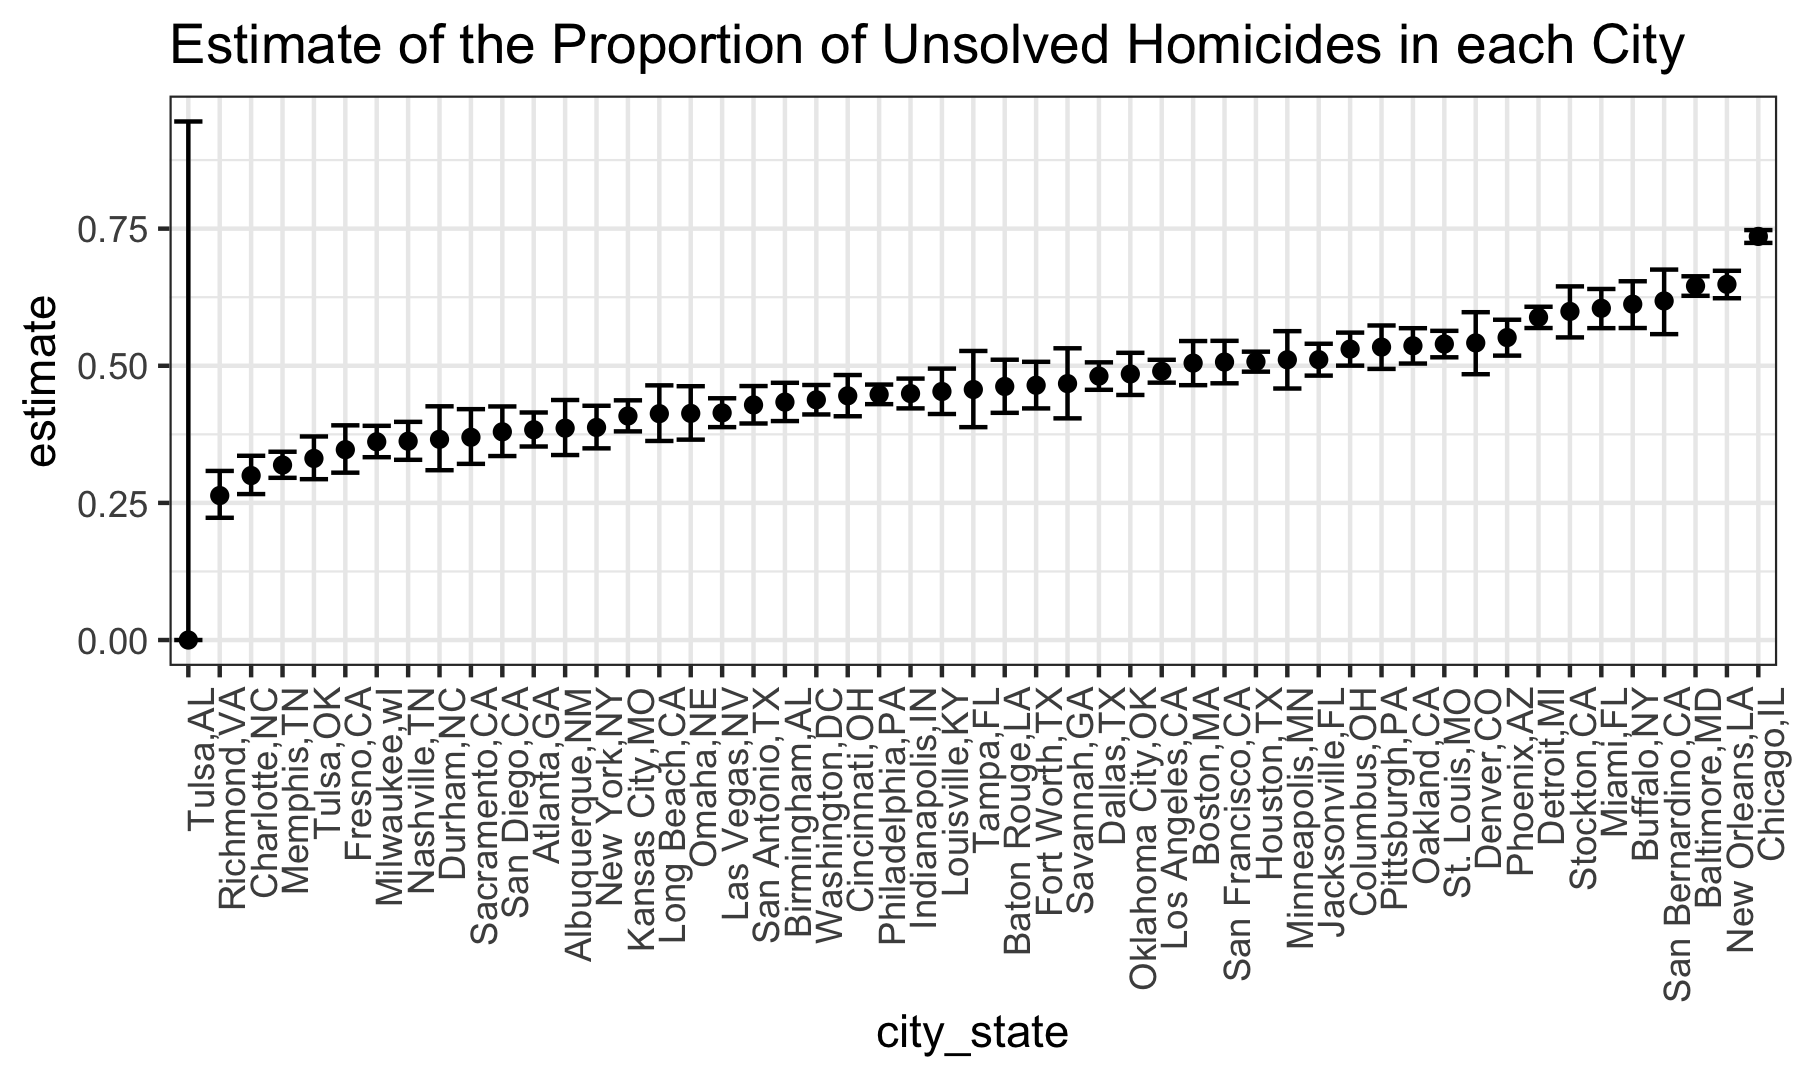 Estimate of the Proportion of Unsolved Homicides in each City
estimate
0.75
0.50
0.25
0.00
Tulsa,AL
Richmond,VA
Charlotte,NC
Memphis,TN
Tulsa,OK
Fresno,CA
Milwaukee,wI
Nashville,TN
Durham,NC
Sacramento,CA
San Diego,CA
Atlanta,GA
Albuquerque,NM
New York,NY
Kansas City,MO
Long Beach,CA
Omaha,NE
Las Vegas,NV
San Antonio,TX
Birmingham,AL
Washington,DC
Cincinnati,OH
Philadelphia,PA
Indianapolis,IN
Louisville,KY
Tampa,FL
Baton Rouge,LA
Fort Worth,TX
Savannah,GA
Dallas,TX
Oklahoma City,OK
Los Angeles,CA
Boston,MA
San Francisco,CA
Houston,TX
Minneapolis,MN
Jacksonville,FL
Columbus,OH
Pittsburgh,PA
Oakland,CA
St. Louis,MO
Denver,CO
Phoenix,AZ
Detroit,MI
Stockton,CA
Miami,FL
Buffalo,NY
San Bernardino,CA
Baltimore,MD
New Orleans,LA
Chicago,IL
city_state